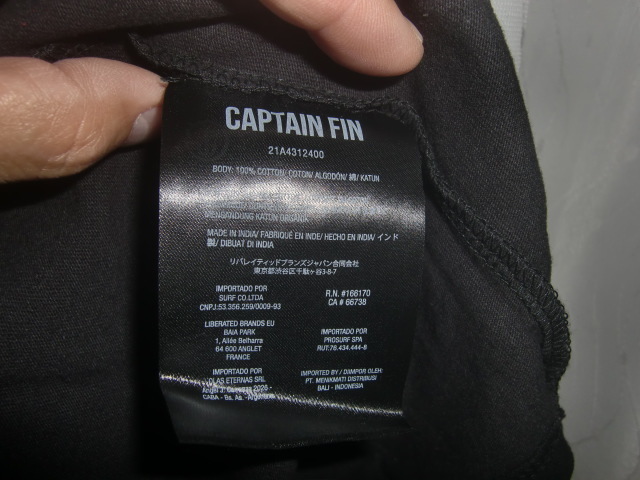 CAPTAIN FIN
21A4312400
BODY: 100% COTTON/ COTON/ ALGODÓN/ 綿/ KATUN
MENGANDUNG KATUN ORGANIK
MADE IN INDIA/ FABRIQUÉ EN INDE/ HECHO EN INDIA/ インド
製/ DIBUAT DI INDIA
リバレイティッドブランズジャパン合同会社
東京都渋谷区千駄ヶ谷3-8-7
IMPORTADO POR
SURF CO.LTDA
CNPJ:53.356.259/0009-93
R.N. #166170
CA # 66738
LIBERATED BRANDS EU
BAIA PARK
1, Allée Belharra
64 600 ANGLET
FRANCE
IMPORTADO POR
PROSURF SPA
RUT:76.434.444-8
IMPORTADO POR
OLAS ETERNAS SRL
CABA - Bs. As. -Argentina
IMPORTED BY / DIIMPOR OLEH:
PT. MENIKMATI DISTRIBUSI
BALI - INDONESIA